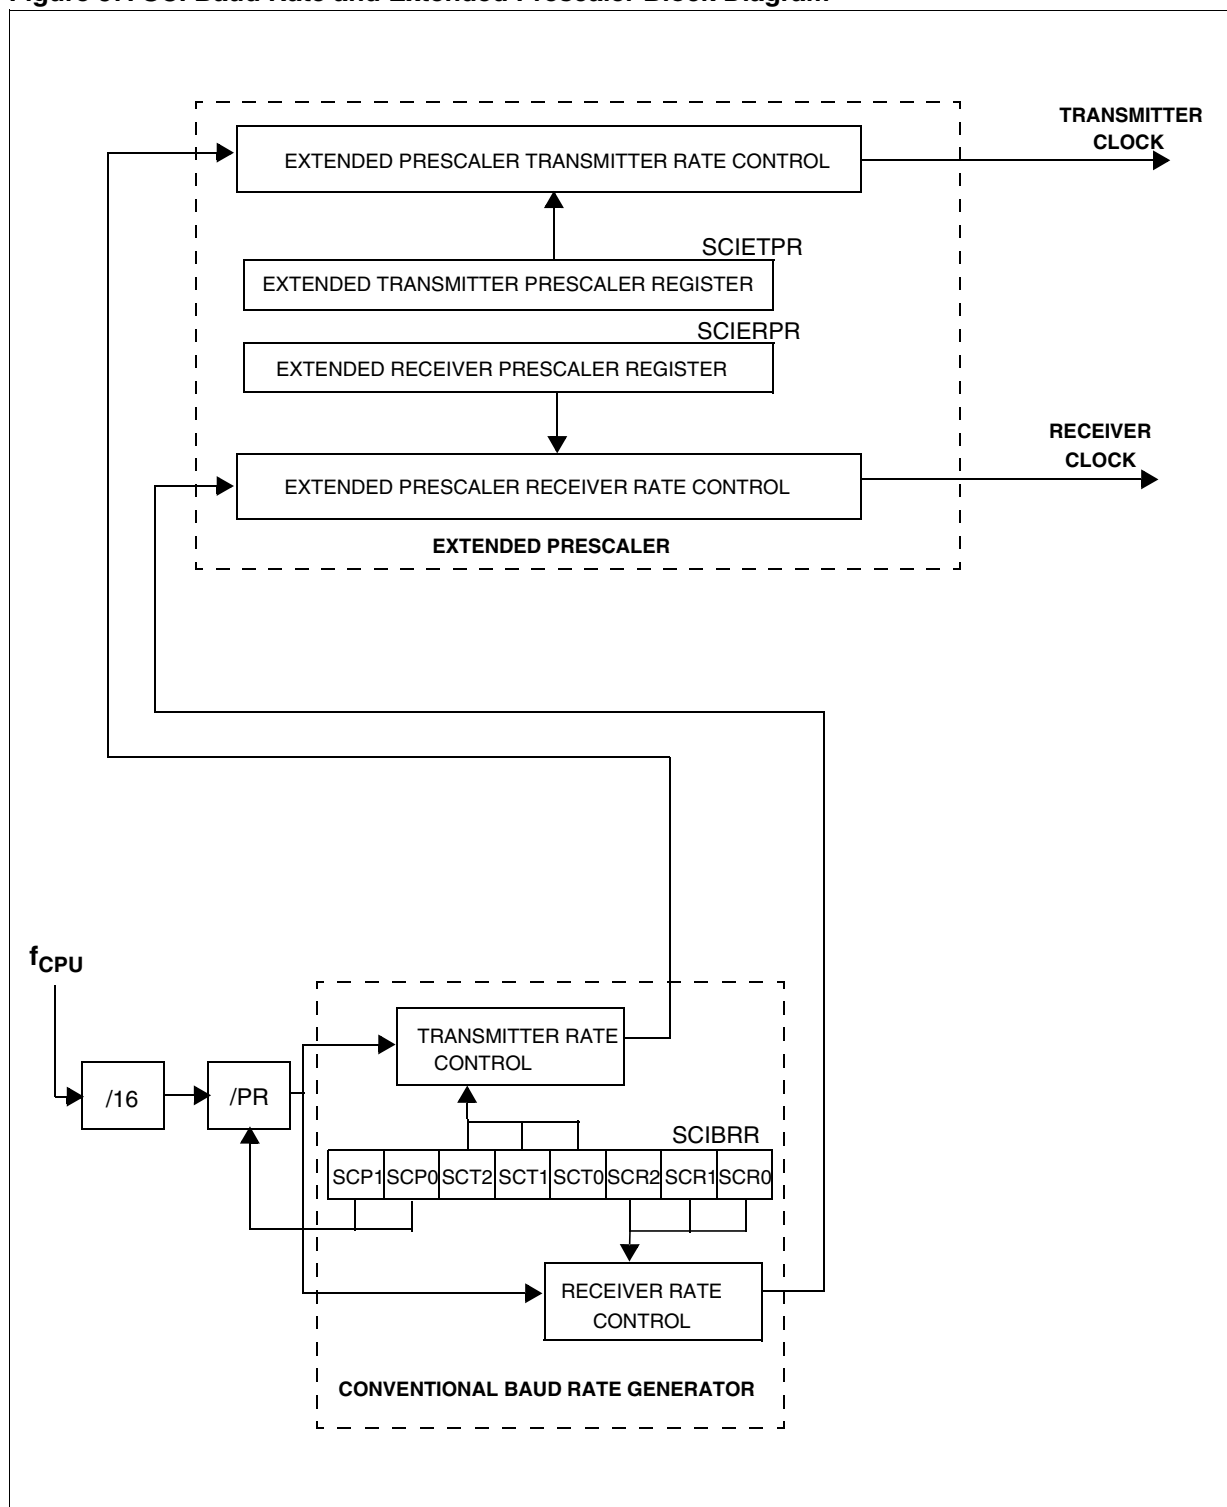 TRANSMITTER
CLOCK
EXTENDED PRESCALER TRANSMITTER RATE CONTROL
SCIETPR
EXTENDED TRANSMITTER PRESCALER REGISTER
SCIERPR
EXTENDED RECEIVER PRESCALER REGISTER
RECEIVER
CLOCK
EXTENDED PRESCALER RECEIVER RATE CONTROL
EXTENDED PRESCALER
fCPU
TRANSMITTER RATE
CONTROL
/16
/PR
SCIBRR
SCP1 SCP0 SCT2 SCT1 SCT0 SCR2 SCR1 SCR0
RECEIVER RATE
CONTROL
CONVENTIONAL BAUD RATE GENERATOR